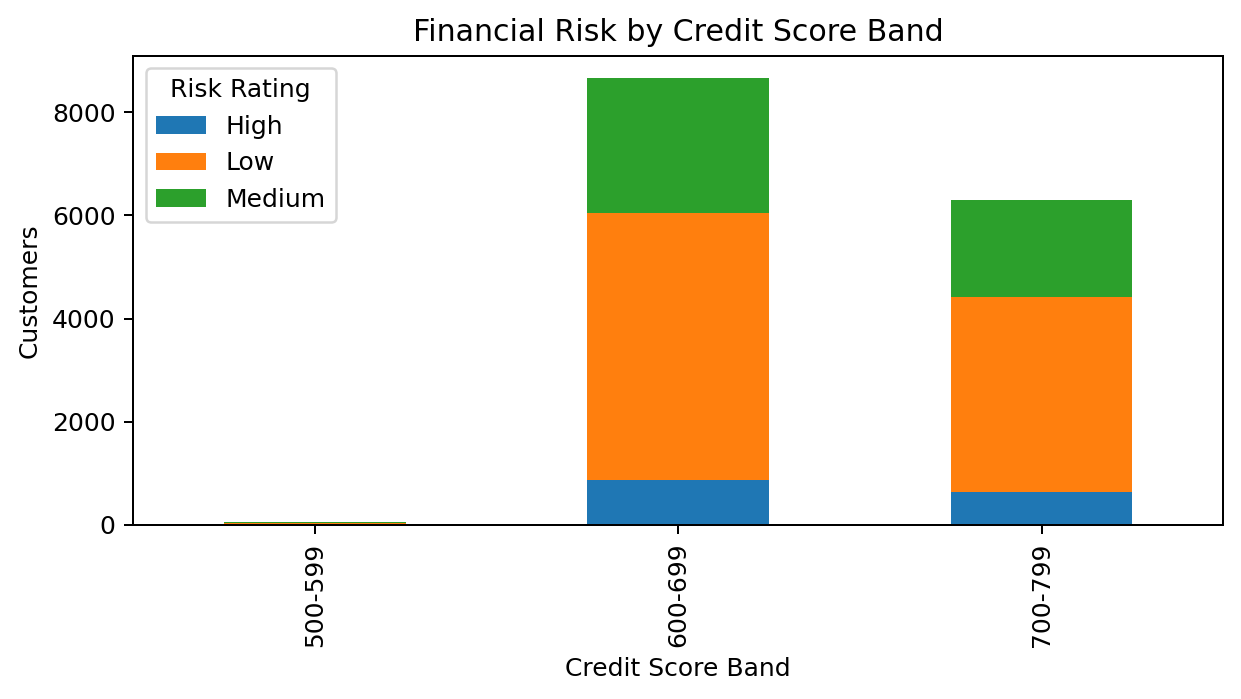 Financial Risk by Credit Score Band
Risk Rating
High
Low
Medium
8000
6000
4000
2000
0
Customers
500-599
600-699
700-799
Credit Score Band